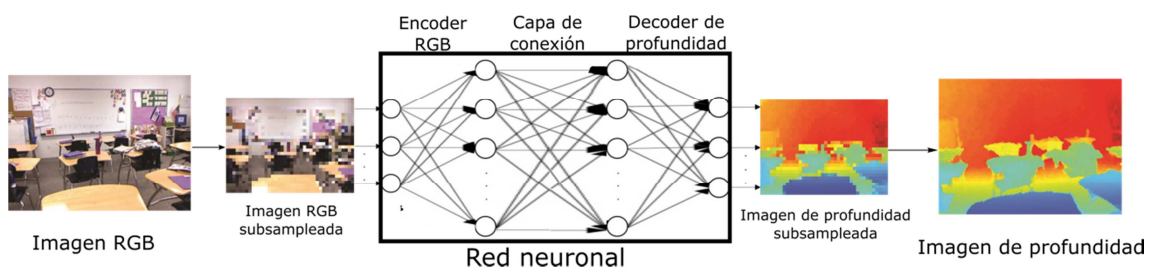 Encoder
RGB
Capa de
conexión
Decoder de
profundidad
Imagen RGB
Imagen RGB
subsampleada
Red neuronal
Imagen de profundidad
subsampleada
Imagen de profundidad